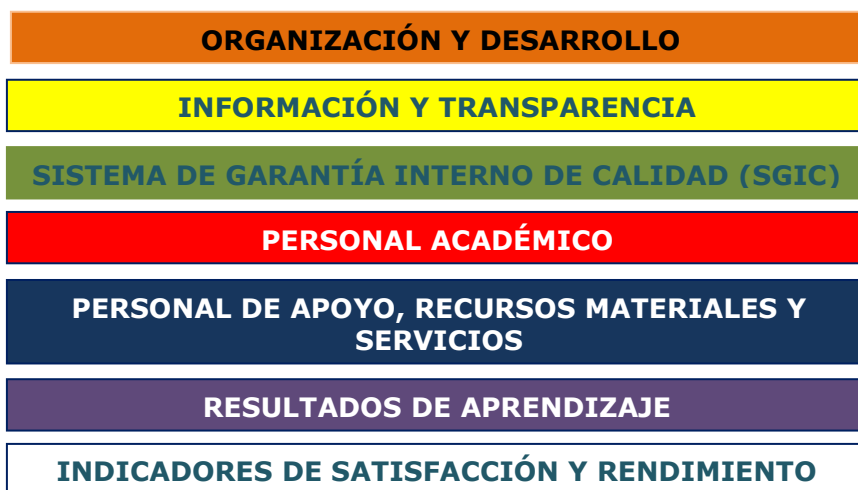 ORGANIZACIÓN Y DESARROLLO
INFORMACIÓN Y TRANSPARENCIA
SISTEMA DE GARANTÍA INTERNO DE CALIDAD (SGIC)
PERSONAL ACADÉMICO
PERSONAL DE APOYO, RECURSOS MATERIALES Y
SERVICIOS
RESULTADOS DE APRENDIZAJE
INDICADORES DE SATISFACCIÓN Y RENDIMIENTO